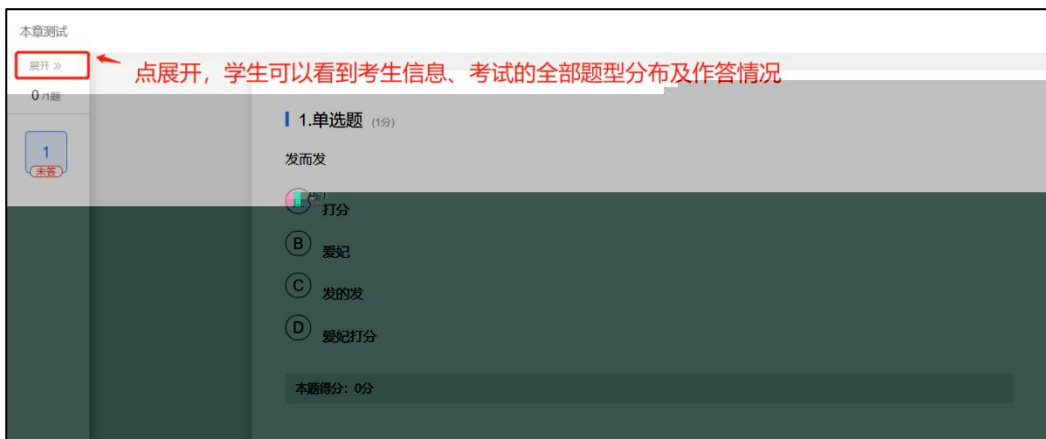 本章测试
展开 »
点展开，学生可以看到考生信息、考试的全部题型分布及作答情况
0 /1题
1
未答
1.单选题 (1分)
发而发
打分
B 爱妃
C 发的发
D 爱妃打分
本题得分：0分